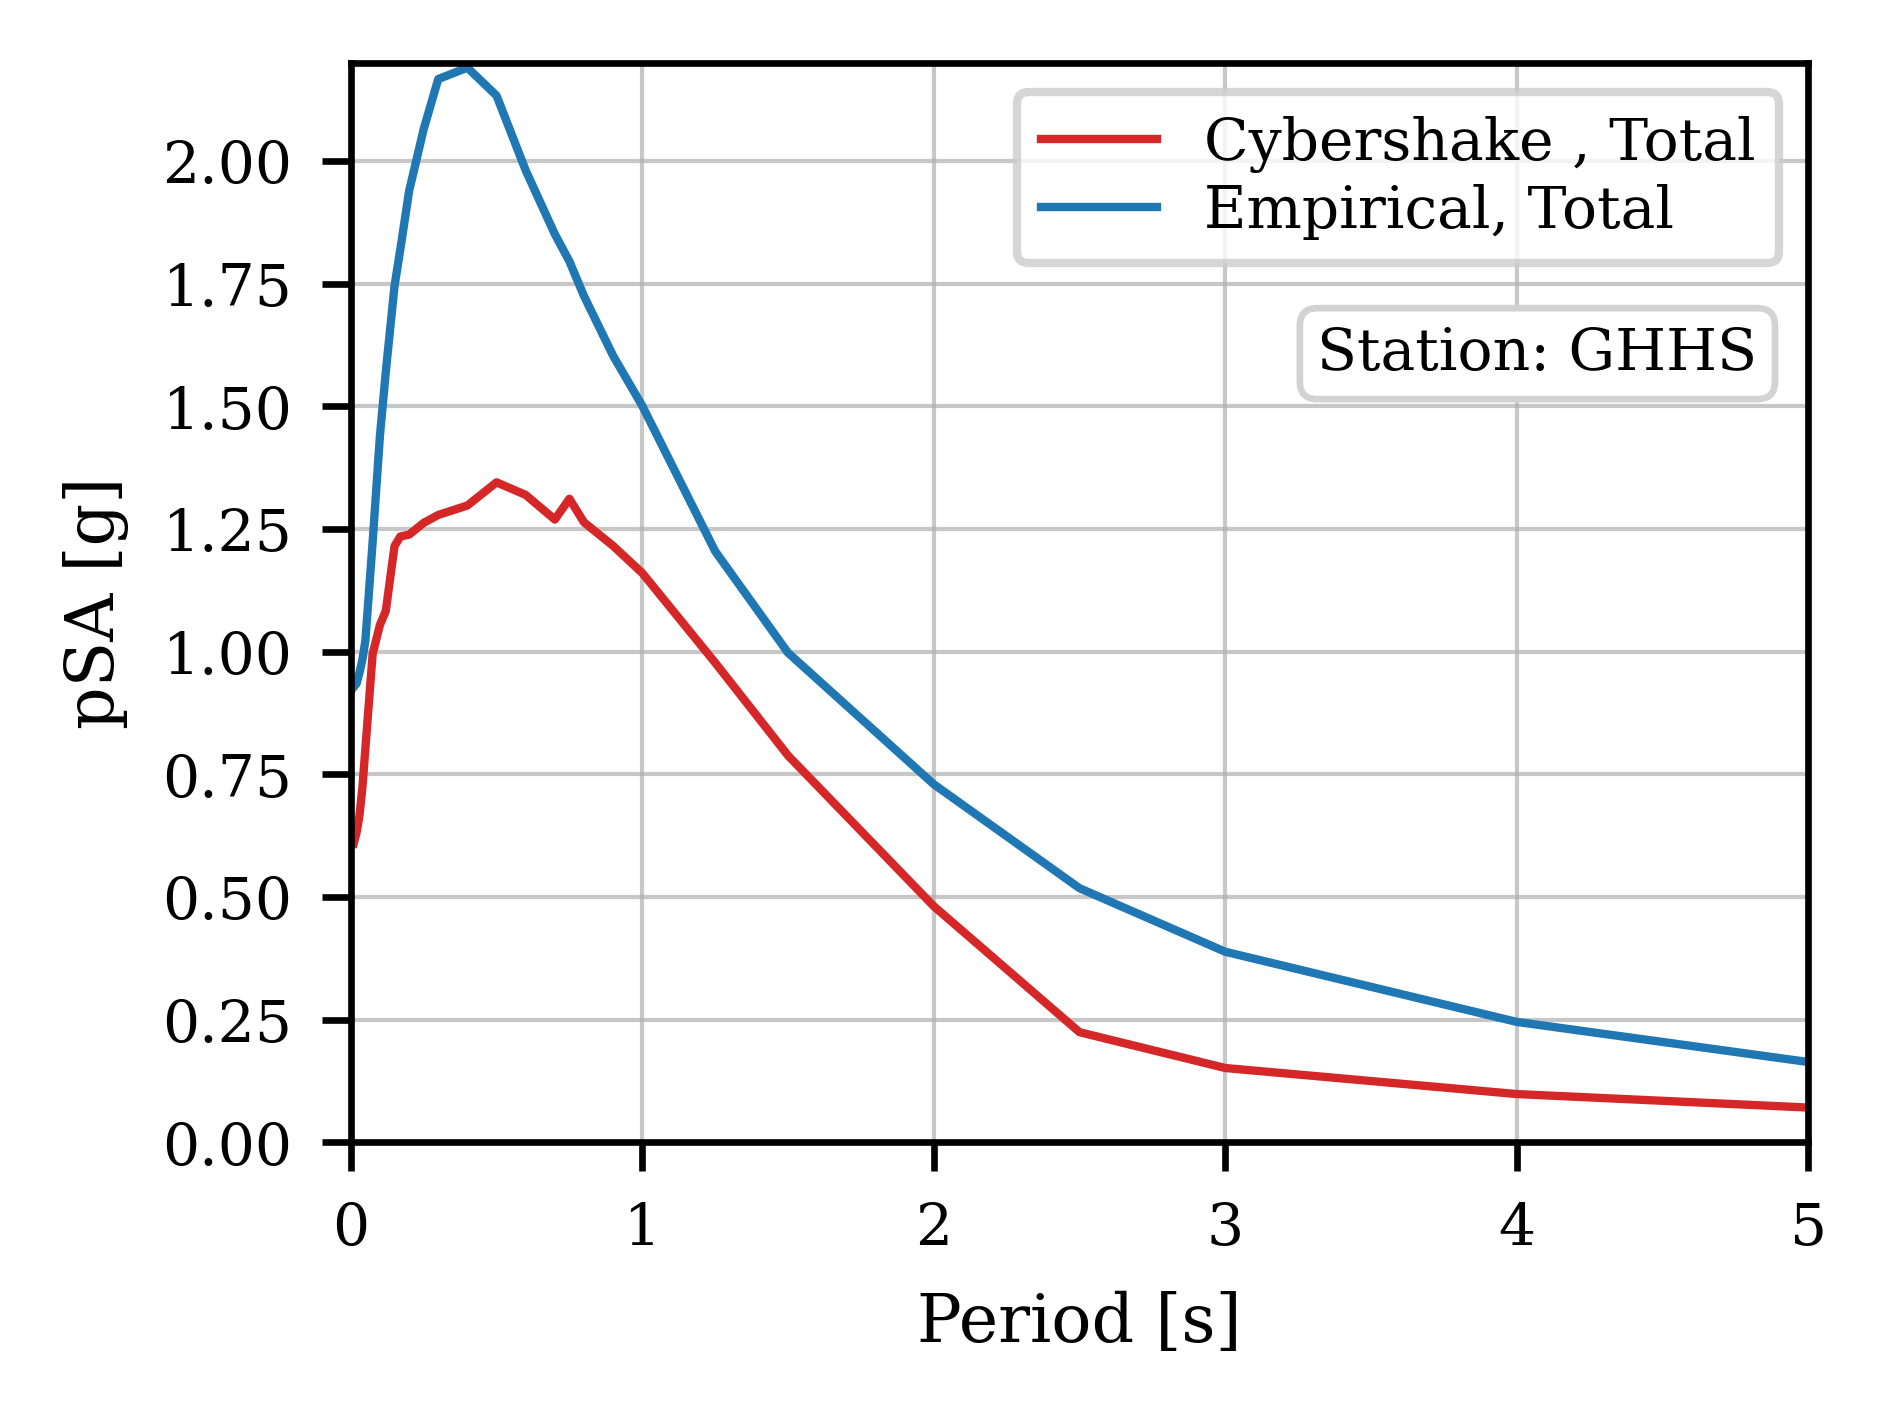 Cybershake , Total
Empirical, Total
Station: GHHS
pSA [g]
2.00
1.75
1.50
1.25
1.00
0.75
0.50
0.25
0.00
0 1 2 3 4 5
Period [s]